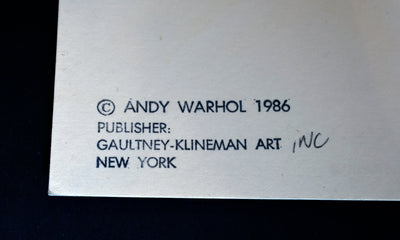 © ANDY WARHOL 1986
PUBLISHER:
GAULTNEY-KLINEMAN ART INC
NEW YORK